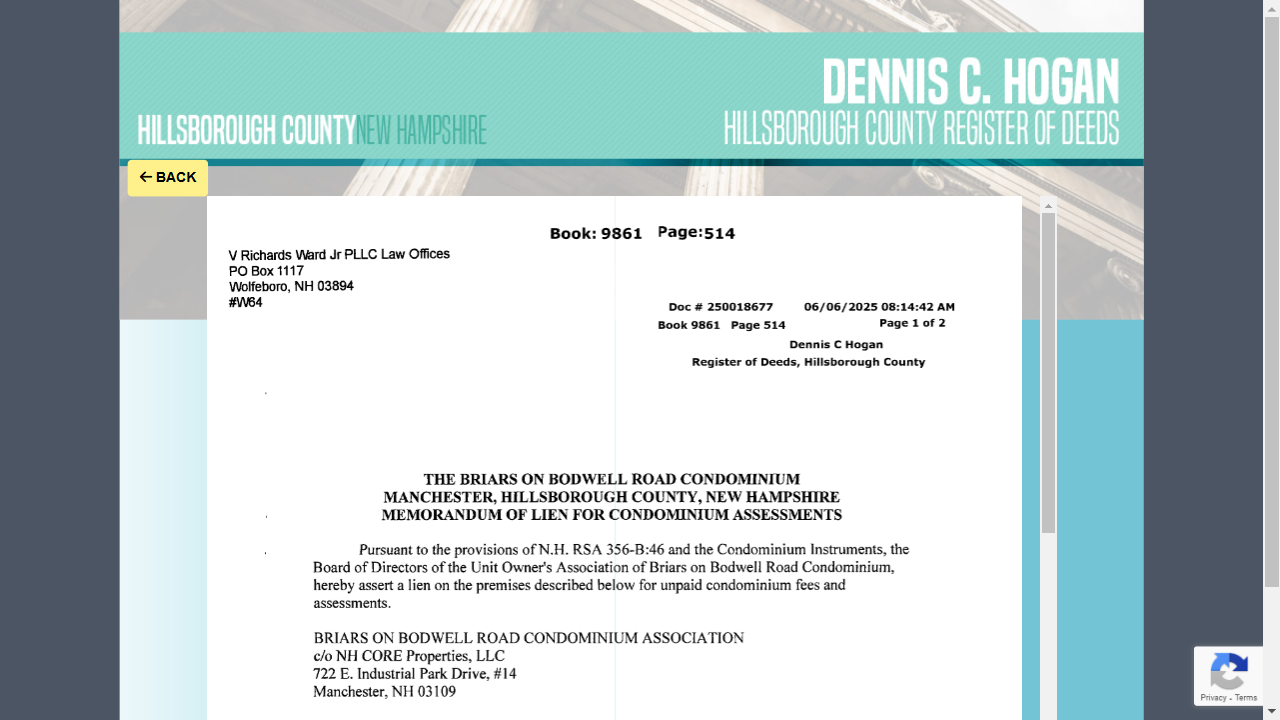 DENNIS C. HOGAN
HILLSBOROUGH COUNTY NEW HAMPSHIRE
HILLSBOROUGH COUNTY REGISTER OF DEEDS
← BACK
Book: 9861 Page:514
V Richards Ward Jr PLLC Law Offices
PO Box 1117
Wolfeboro, NH 03894
#W64
Doc # 250018677 06/06/2025 08:14:42 AM
Book 9861 Page 514 Page 1 of 2
Dennis C Hogan
Register of Deeds, Hillsborough County
THE BRIARS ON BODWELL ROAD CONDOMINIUM
MANCHESTER, HILLSBOROUGH COUNTY, NEW HAMPSHIRE
MEMORANDUM OF LIEN FOR CONDOMINIUM ASSESSMENTS
Pursuant to the provisions of N.H. RSA 356-B:46 and the Condominium Instruments, the
Board of Directors of the Unit Owner's Association of Briars on Bodwell Road Condominium,
hereby assert a lien on the premises described below for unpaid condominium fees and
assessments.
BRIARS ON BODWELL ROAD CONDOMINIUM ASSOCIATION
c/o NH CORE Properties, LLC
722 E. Industrial Park Drive, #14
Manchester, NH 03109
Privacy - Terms